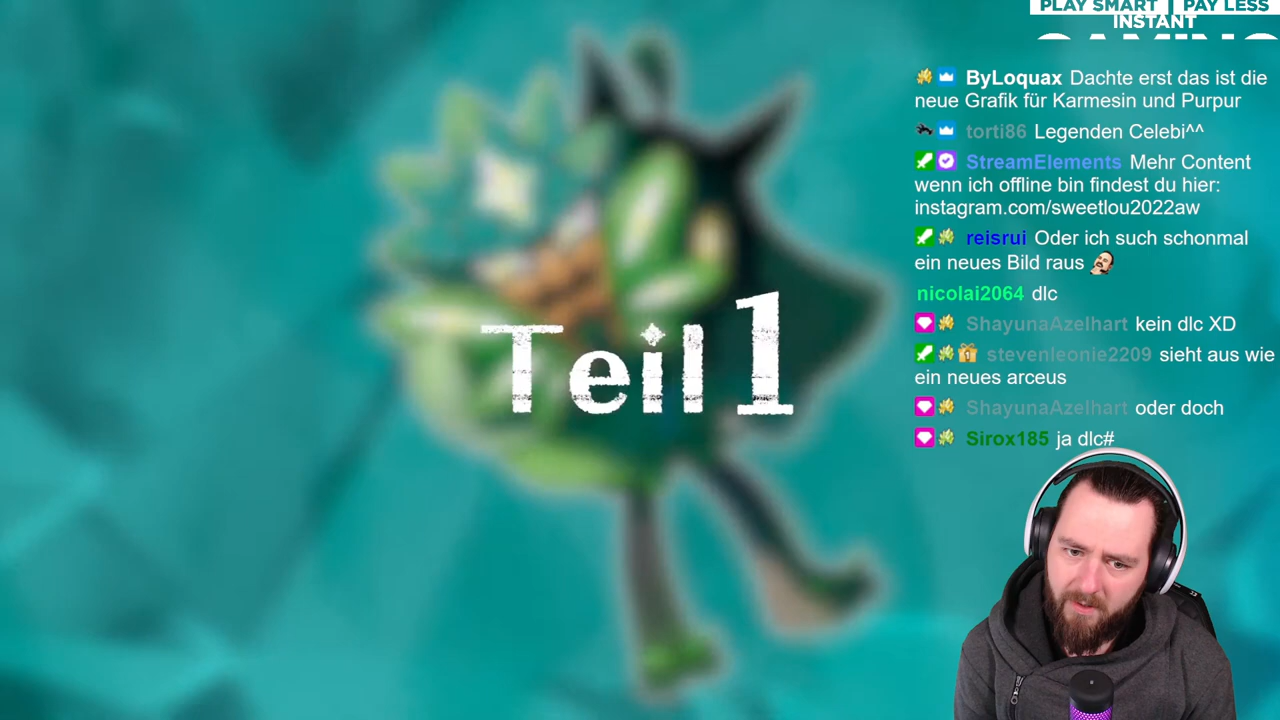 PLAY SMART | PAY LESS
INSTANT
GAMING
ByLoquax Dachte erst das ist die
neue Grafik für Karmesin und Purpur
torti86 Legenden Celebi^^
StreamElements Mehr Content
wenn ich offline bin findest du hier:
instagram.com/sweetlou2022aw
reisrui Oder ich such schonmal
ein neues Bild raus
nicolai2064 dlc
ShayunaAzelhart kein dlc XD
stevenleonie2209 sieht aus wie
ein neues arceus
ShayunaAzelhart oder doch
Sirox185 ja dlc#
Teil 1